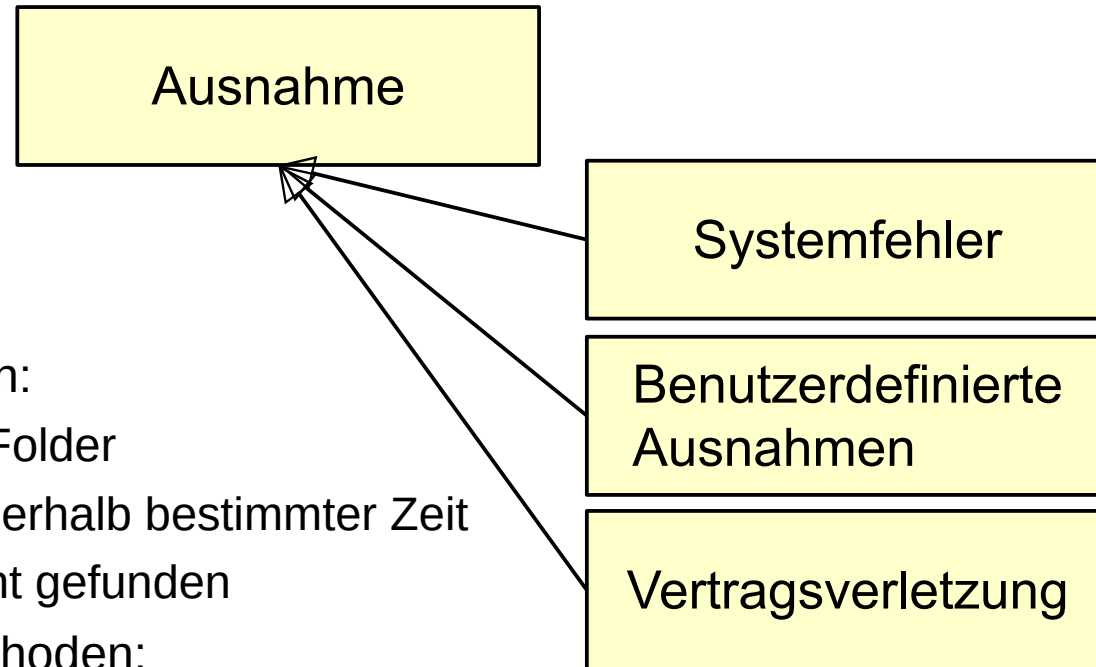 Ausnahme
Systemfehler
Benutzerdefinierte
Ausnahmen
Vertragsverletzung
n:
Folder
erhalb bestimmter Zeit
nt gefunden
hoden: